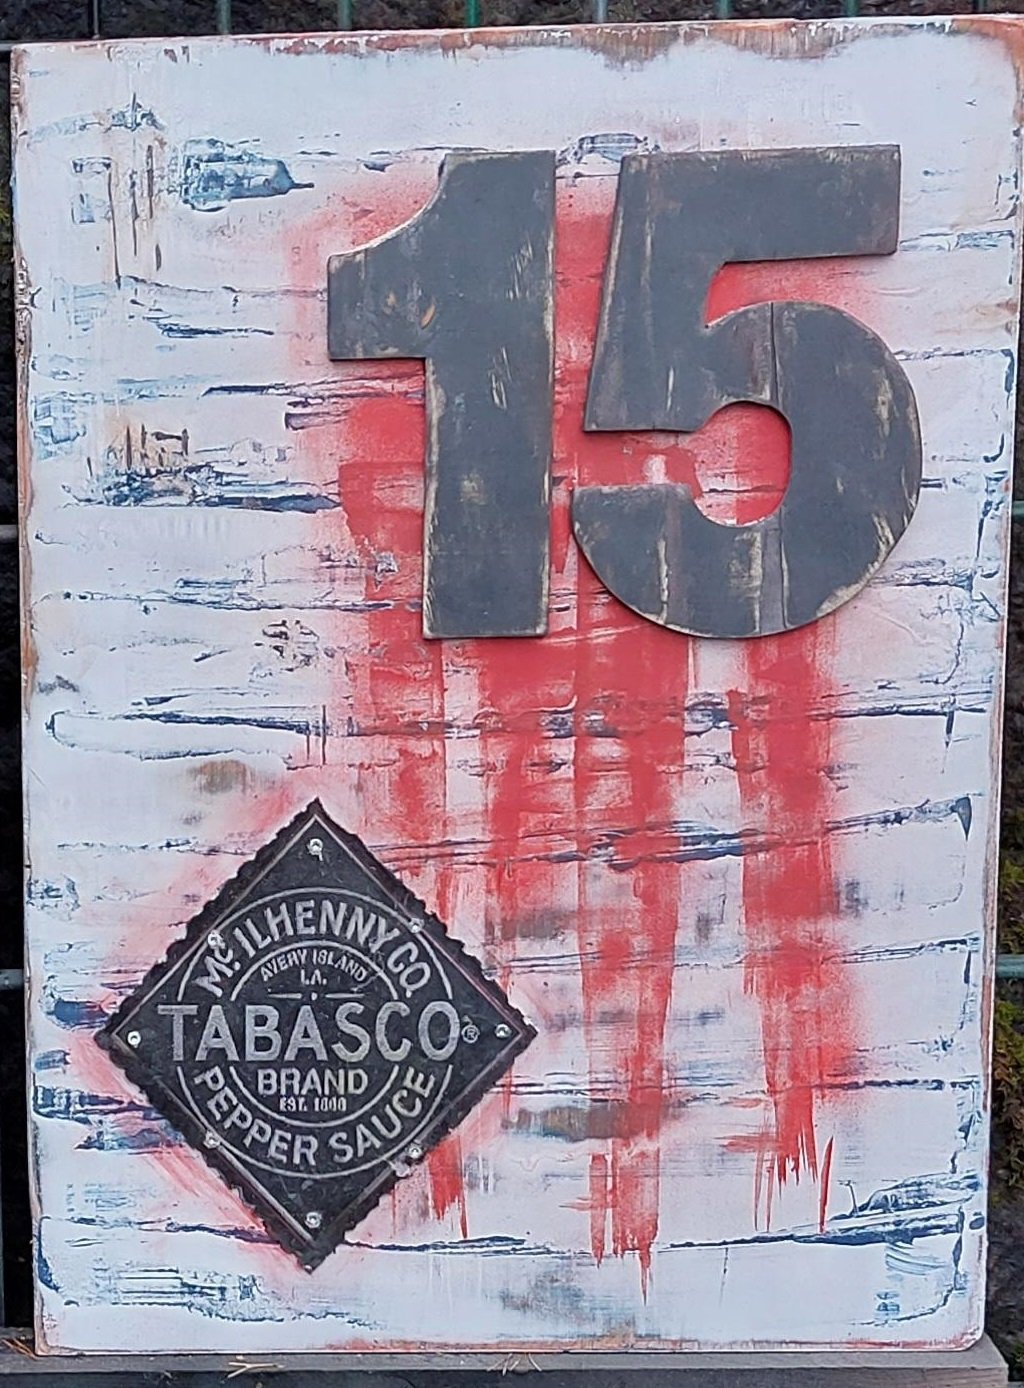 15
McILHENNY CO.
AVERY ISLAND
LA.
TABASCO®
BRAND
EST. 1868
PEPPER SAUCE